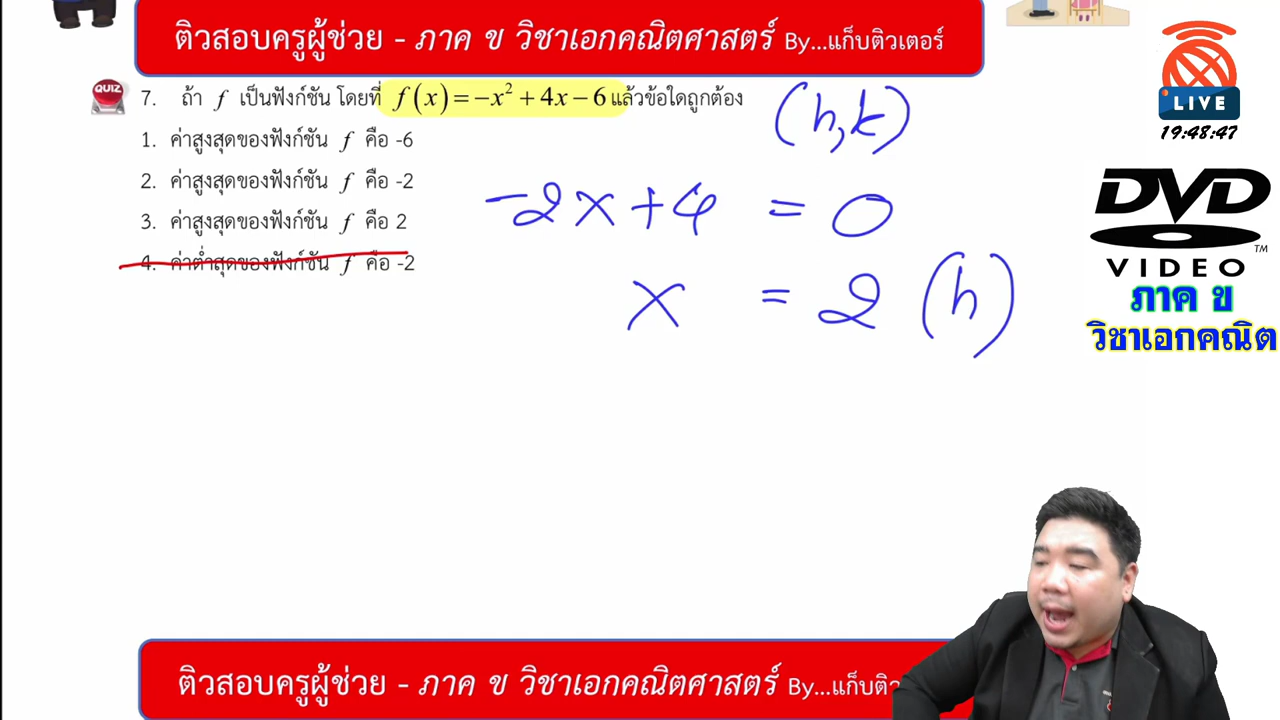 ติวสอบครูผู้ช่วย - ภาค ข วิชาเอกคณิตศาสตร์ By...แก็บติวเตอร์
QUIZ
7. ถ้า f เป็นฟังก์ชัน โดยที่ f(x) = −x² + 4x − 6 แล้วข้อใดถูกต้อง
(h,k)
1. ค่าสูงสุดของฟังก์ชัน f คือ -6
2. ค่าสูงสุดของฟังก์ชัน f คือ -2
3. ค่าสูงสุดของฟังก์ชัน f คือ 2
4. ค่าต่ำสุดของฟังก์ชัน f คือ -2
-2x+4 = 0
x = 2 (h)
LIVE
19:48:47
DVD
TM
VIDEO
ภาค ข
วิชาเอกคณิต
ติวสอบครูผู้ช่วย - ภาค ข วิชาเอกคณิตศาสตร์ By...แก็บติว